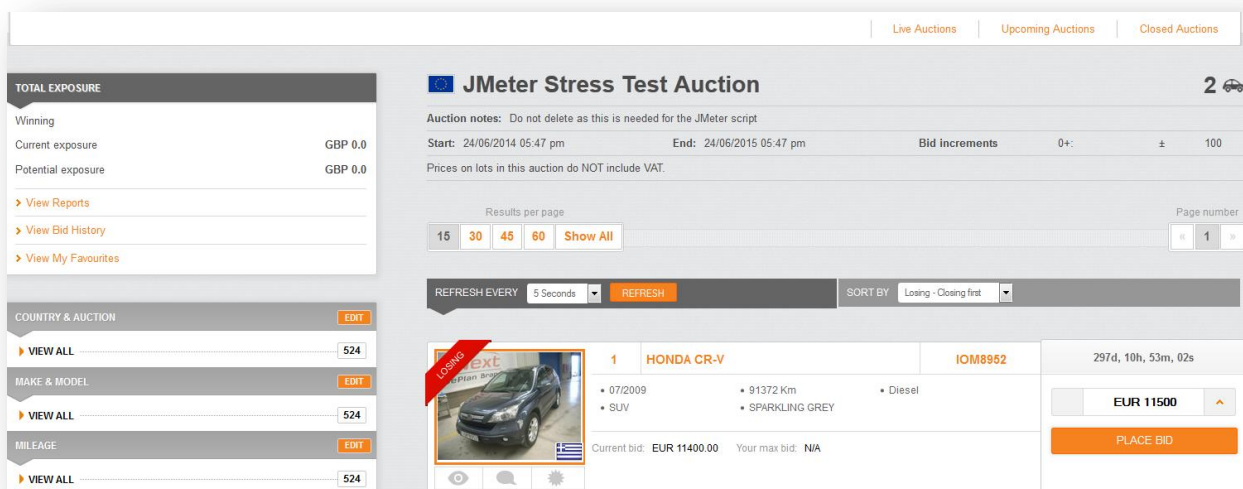 Live Auctions Upcoming Auctions Closed Auctions
TOTAL EXPOSURE
Winning
Current exposure GBP 0.0
Potential exposure GBP 0.0
View Reports
View Bid History
View My Favourites
COUNTRY & AUCTION EDIT
VIEW ALL 524
MAKE & MODEL EDIT
VIEW ALL 524
MILEAGE EDIT
VIEW ALL 524
JMeter Stress Test Auction 2
Auction notes: Do not delete as this is needed for the JMeter script
Start: 24/06/2014 05:47 pm End: 24/06/2015 05:47 pm Bid increments 0+: ± 100
Prices on lots in this auction do NOT include VAT.
Results per page Page number
15 30 45 60 Show All « 1 »
REFRESH EVERY 5 Seconds REFRESH SORT BY Losing - Closing first
LOSING
1 HONDA CR-V IOM8952 297d, 10h, 53m, 02s
• 07/2009 • 91372 Km • Diesel
• SUV • SPARKLING GREY
EUR 11500
Current bid: EUR 11400.00 Your max bid: N/A
PLACE BID